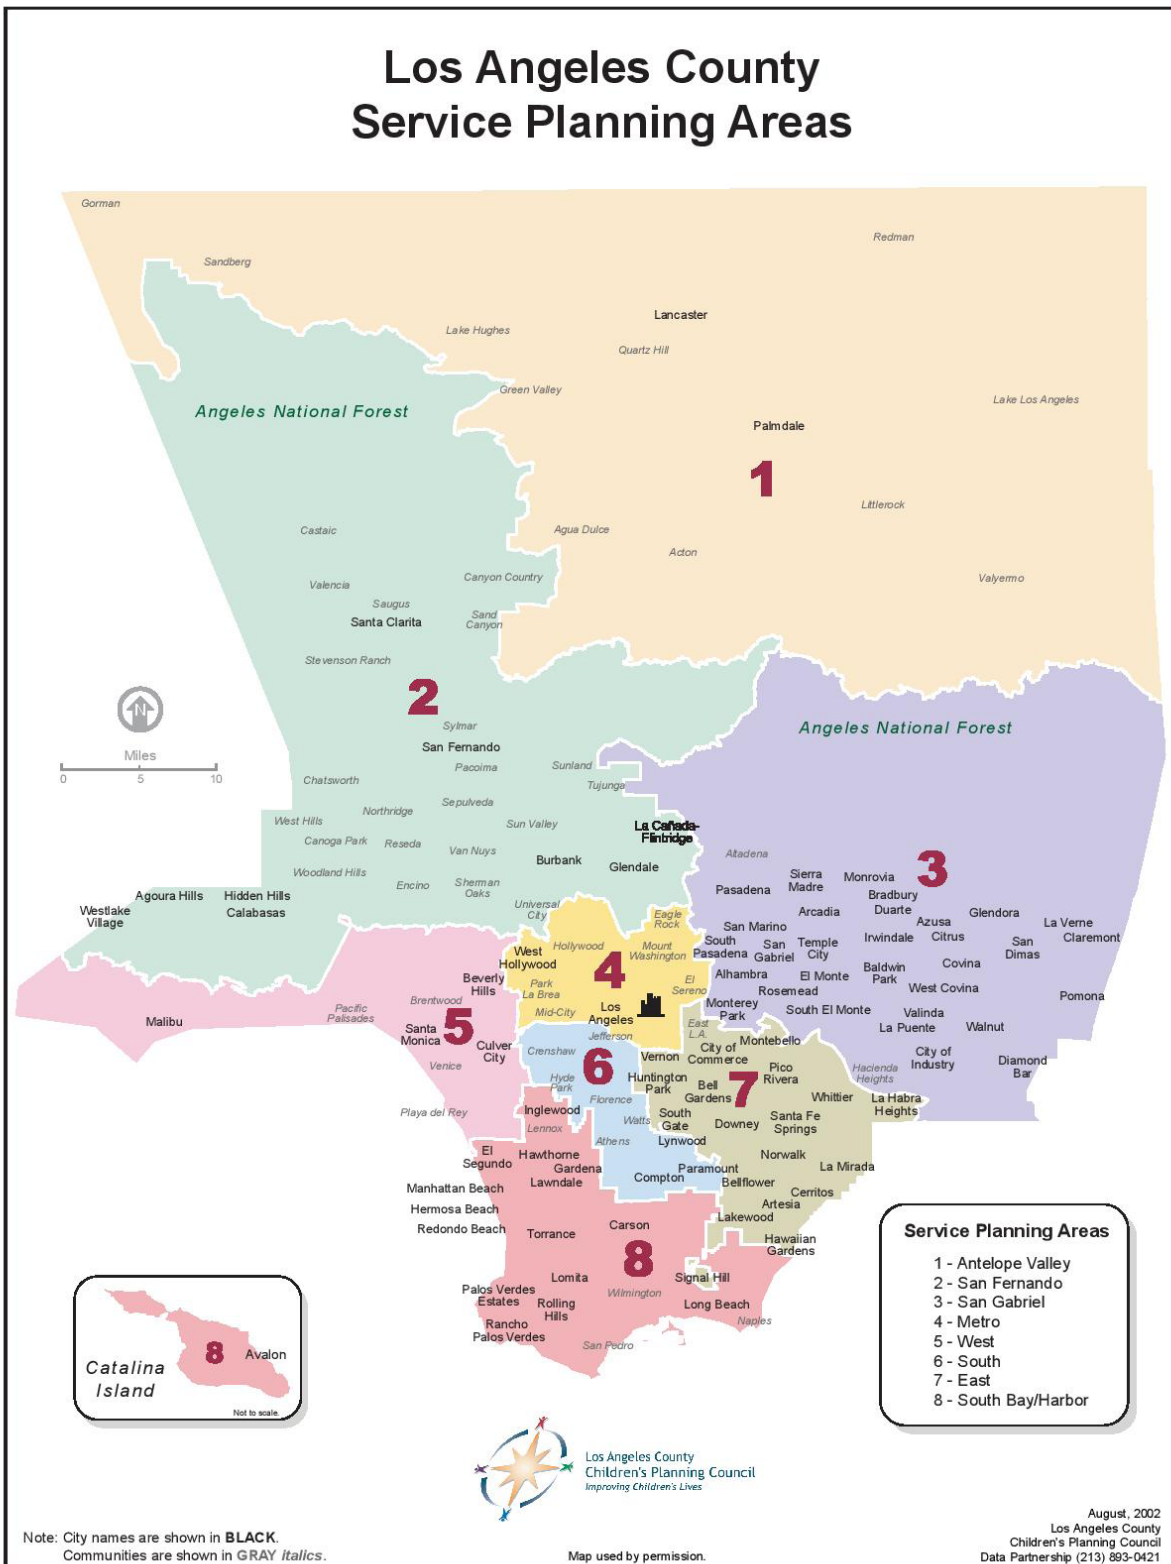 Los Angeles County
Service Planning Areas
Gorman
Redman
Sandberg
Lancaster
Lake Hughes
Quartz Hill
Green Valley
Lake Los Angeles
Angeles National Forest
Palmdale
1
Littlerock
Castaic
Agua Dulce
Acton
Canyon Country
Valyermo
Valencia
Saugus
Santa Clarita
Sand
Canyon
Stevenson Ranch
2
N
Miles
0 5 10
Sylmar
San Fernando
Pacoima
Angeles National Forest
Sunland
Chatsworth
Tujunga
Sepulveda
Northridge
West Hills
Sun Valley
La Cañada-
Flintridge
Canoga Park
Reseda
Van Nuys
Burbank
Glendale
Woodland Hills
Encino
Sherman
Oaks
Agoura Hills
Hidden Hills
Calabasas
Westlake
Village
Universal
City
Altadena
3
Sierra
Madre
Monrovia
Pasadena
Bradbury
Duarte
Arcadia
Azusa
Glendora
La Verne
San Marino
Irwindale
Citrus
Claremont
South
Pasadena
San
Gabriel
Temple
City
San
Dimas
Covina
Alhambra
El Monte
Baldwin
Park
West Covina
Rosemead
Pomona
Monterey
Park
South El Monte
Valinda
La Puente
Walnut
City of
Industry
Diamond
Bar
Hacienda
Heights
Eagle
Rock
Hollywood
Mount
Washington
West
Hollywood
4
Park
La Brea
El
Sereno
Mid-City
Los
Angeles
Beverly
Hills
Brentwood
Pacific
Palisades
Malibu
5
Santa
Monica
Culver
City
Venice
Playa del Rey
Jefferson
Crenshaw
6
Hyde
Park
Florence
Watts
Athens
Lynwood
Compton
Paramount
East
L.A.
Montebello
Vernon
City of
Commerce
Huntington
Park
Bell
Gardens
7
Pico
Rivera
Whittier
La Habra
Heights
South
Gate
Downey
Santa Fe
Springs
Norwalk
La Mirada
Bellflower
Cerritos
Artesia
Lakewood
Hawaiian
Gardens
Inglewood
Lennox
El
Segundo
Hawthorne
Gardena
Lawndale
Manhattan Beach
Hermosa Beach
Redondo Beach
Torrance
Carson
8
Lomita
Signal Hill
Palos Verdes
Estates
Rolling
Hills
Wilmington
Long Beach
Rancho
Palos Verdes
Naples
San Pedro
8
Avalon
Catalina
Island
Not to scale.
Service Planning Areas
1 - Antelope Valley
2 - San Fernando
3 - San Gabriel
4 - Metro
5 - West
6 - South
7 - East
8 - South Bay/Harbor
Los Angeles County
Children's Planning Council
Improving Children's Lives
Note: City names are shown in BLACK.
Communities are shown in GRAY italics.
Map used by permission.
August, 2002
Los Angeles County
Children's Planning Council
Data Partnership (213) 893-0421